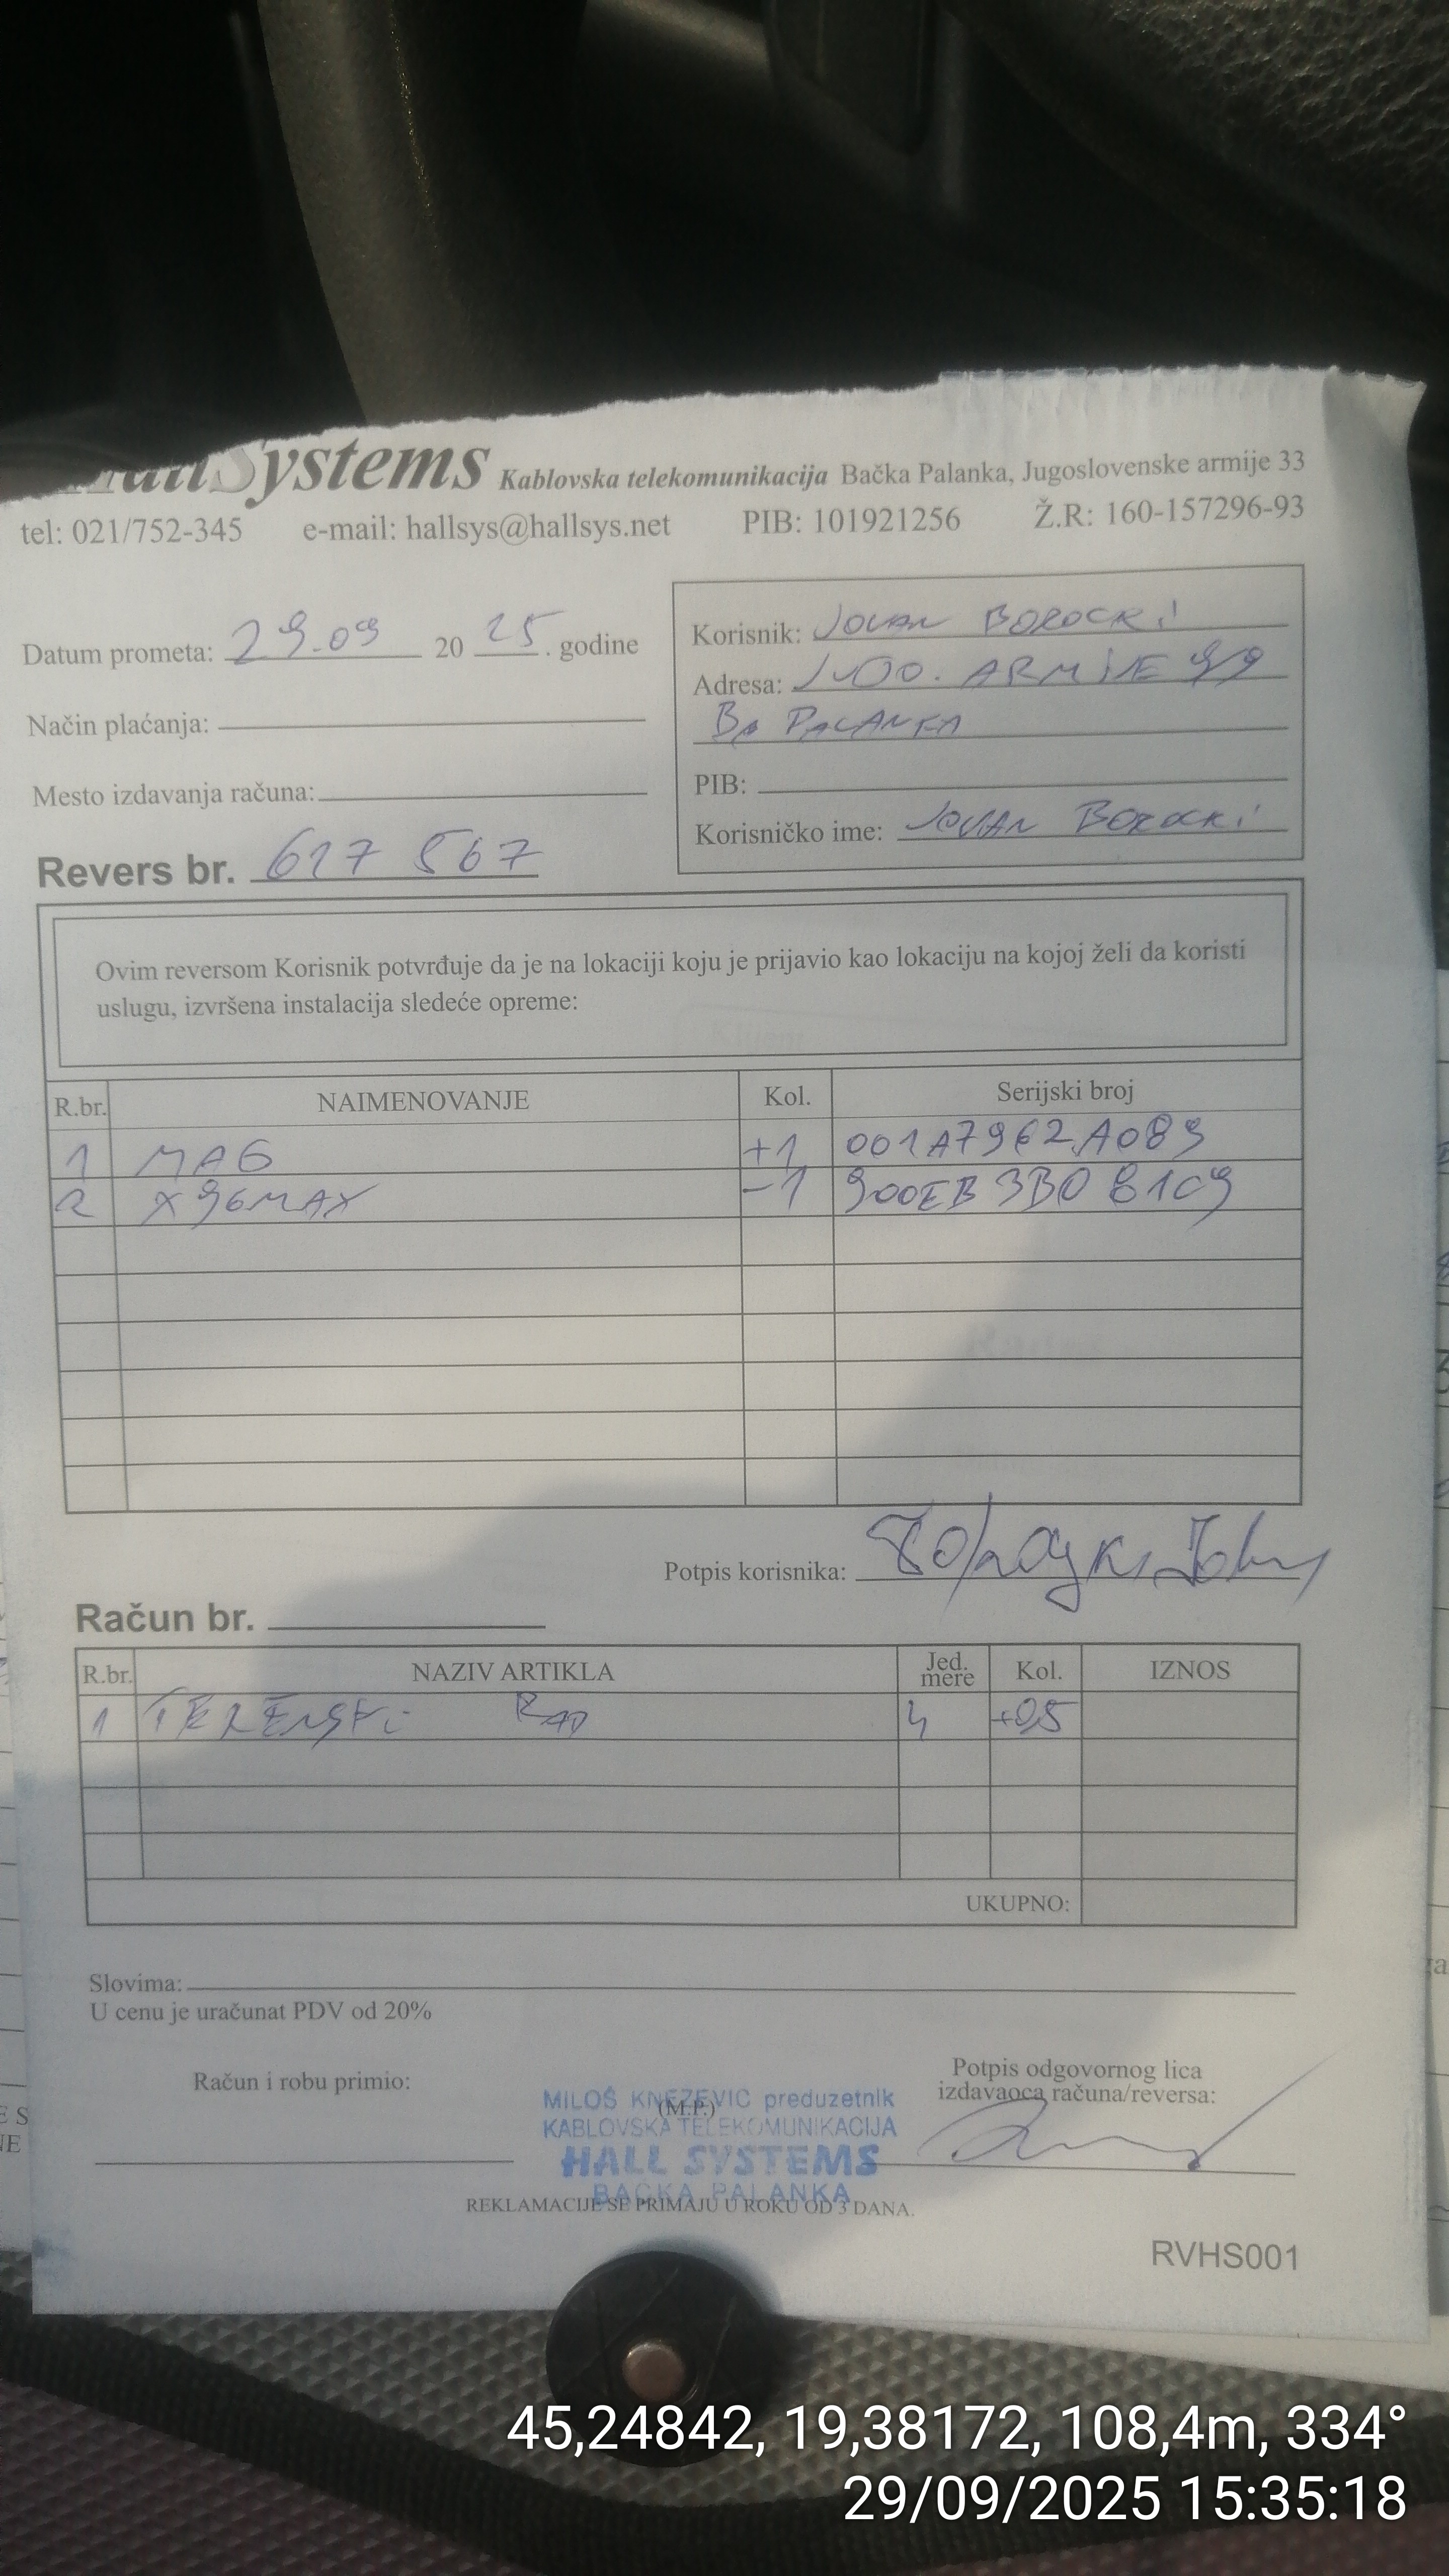 HallSystems Kablovska telekomunikacija Bačka Palanka, Jugoslovenske armije 33
tel: 021/752-345 e-mail: hallsys@hallsys.net PIB: 101921256 Ž.R: 160-157296-93
Datum prometa: 29.09 2025. godine
Način plaćanja:
Mesto izdavanja računa:
Revers br. 617 567
Korisnik: JOVAN BOROCKI
Adresa: ARMIJE 99
BA PALANKA
PIB:
Korisničko ime: JOVAN BOROCKI
Ovim reversom Korisnik potvrđuje da je na lokaciji koju je prijavio kao lokaciju na kojoj želi da koristi
uslugu, izvršena instalacija sledeće opreme:
R.br. NAIMENOVANJE Kol. Serijski broj
1 MAG +1 001A7962A089
2 X96MAX -1 900EB3B0B1C9
Potpis korisnika:
Račun br.
R.br. NAZIV ARTIKLA Jed. mere Kol. IZNOS
1 TERENSKI RAD h +0,5
UKUPNO:
Slovima:
U cenu je uračunat PDV od 20%
Račun i robu primio:
(M.P.)
Potpis odgovornog lica
izdavaoca računa/reversa:
MILOŠ KNEŽEVIC preduzetnik
KABLOVSKA TELEKOMUNIKACIJA
HALL SYSTEMS
BAČKA PALANKA
REKLAMACIJE SE PRIMAJU U ROKU OD 3 DANA.
RVHS001
45,24842, 19,38172, 108,4m, 334°
29/09/2025 15:35:18